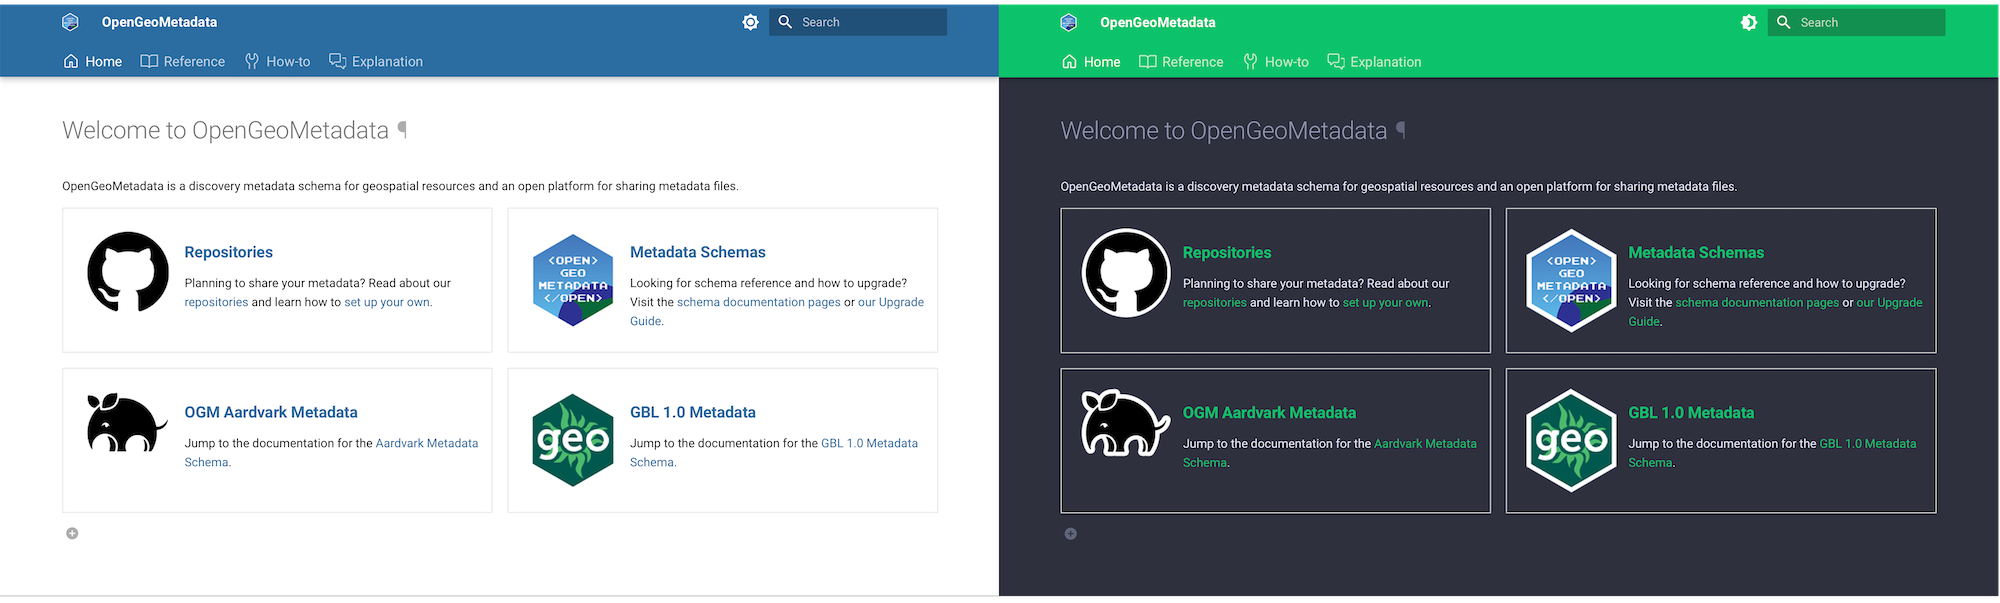 OpenGeoMetadata
Search
Home
Reference
How-to
Explanation
Welcome to OpenGeoMetadata ¶
OpenGeoMetadata is a discovery metadata schema for geospatial resources and an open platform for sharing metadata files.
Repositories
Planning to share your metadata? Read about our
repositories and learn how to set up your own.
<OPEN>
GEO
METADATA
</OPEN>
Metadata Schemas
Looking for schema reference and how to upgrade?
Visit the schema documentation pages or our Upgrade
Guide.
OGM Aardvark Metadata
Jump to the documentation for the Aardvark Metadata
Schema.
geo
GBL 1.0 Metadata
Jump to the documentation for the GBL 1.0 Metadata
Schema.
OpenGeoMetadata
Search
Home
Reference
How-to
Explanation
Welcome to OpenGeoMetadata ¶
OpenGeoMetadata is a discovery metadata schema for geospatial resources and an open platform for sharing metadata files.
Repositories
Planning to share your metadata? Read about our
repositories and learn how to set up your own.
<OPEN>
GEO
METADATA
</OPEN>
Metadata Schemas
Looking for schema reference and how to upgrade?
Visit the schema documentation pages or our Upgrade
Guide.
OGM Aardvark Metadata
Jump to the documentation for the Aardvark Metadata
Schema.
geo
GBL 1.0 Metadata
Jump to the documentation for the GBL 1.0 Metadata
Schema.